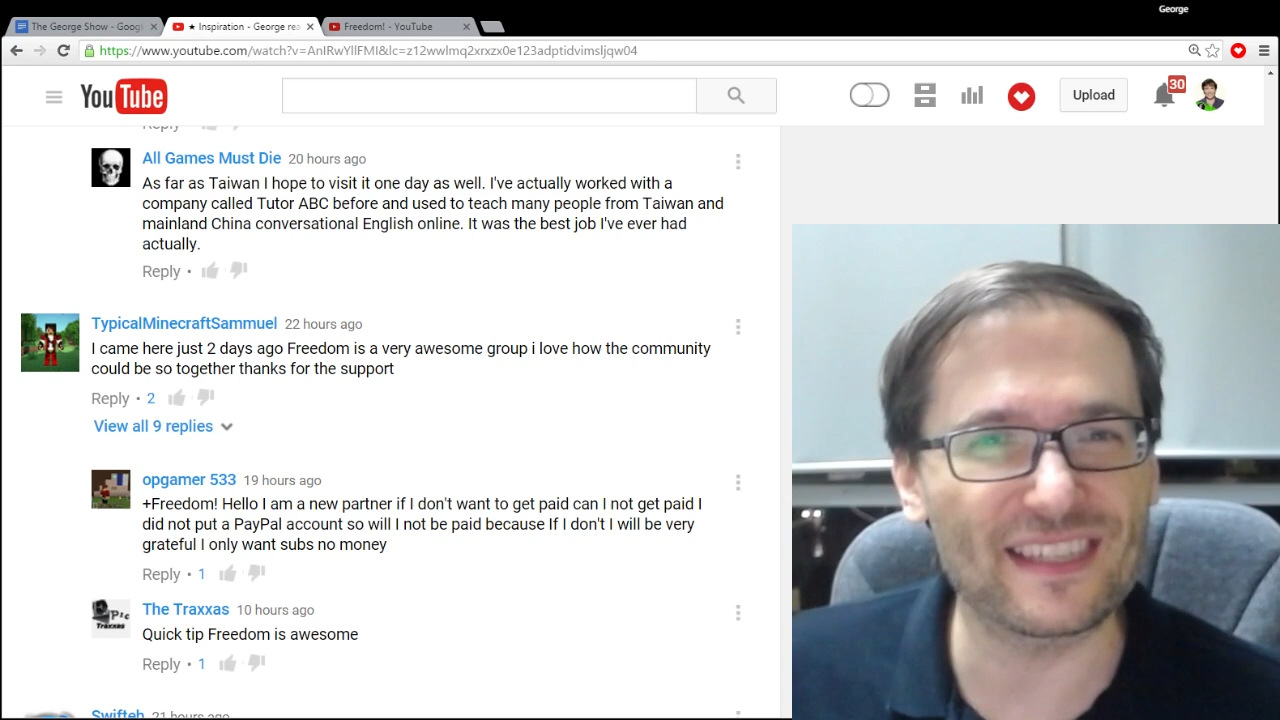 George
The George Show - Googl
★ Inspiration - George rea
Freedom! - YouTube
https://www.youtube.com/watch?v=AnIRwYllFMI&lc=z12wwlmq2xrxzx0e123adptidvimsljqw04
YouTube
Upload
30
Reply
All Games Must Die 20 hours ago
As far as Taiwan I hope to visit it one day as well. I've actually worked with a
company called Tutor ABC before and used to teach many people from Taiwan and
mainland China conversational English online. It was the best job I've ever had
actually.
Reply •
TypicalMinecraftSammuel 22 hours ago
I came here just 2 days ago Freedom is a very awesome group i love how the community
could be so together thanks for the support
Reply • 2
View all 9 replies
opgamer 533 19 hours ago
+Freedom! Hello I am a new partner if I don't want to get paid can I not get paid I
did not put a PayPal account so will I not be paid because If I don't I will be very
grateful I only want subs no money
Reply • 1
The Traxxas 10 hours ago
Quick tip Freedom is awesome
Reply • 1
Swifteh 21 hours ago